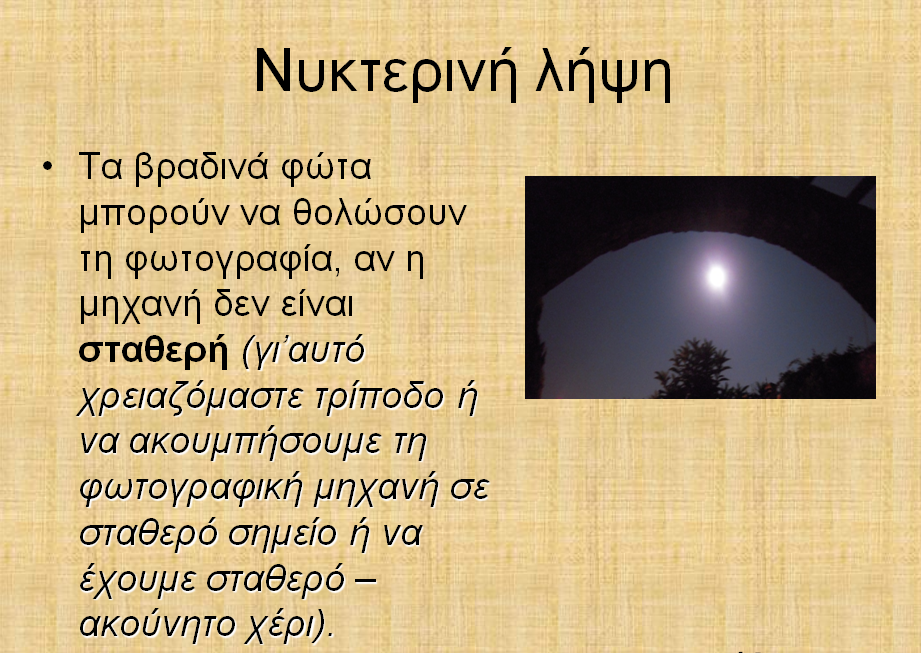 Νυκτερινή λήψη
• Τα βραδινά φώτα
μπορούν να θολώσουν
τη φωτογραφία, αν η
μηχανή δεν είναι
σταθερή (γι΄αυτό
χρειαζόμαστε τρίποδο ή
να ακουμπήσουμε τη
φωτογραφική μηχανή σε
σταθερό σημείο ή να
έχουμε σταθερό –
ακούνητο χέρι).